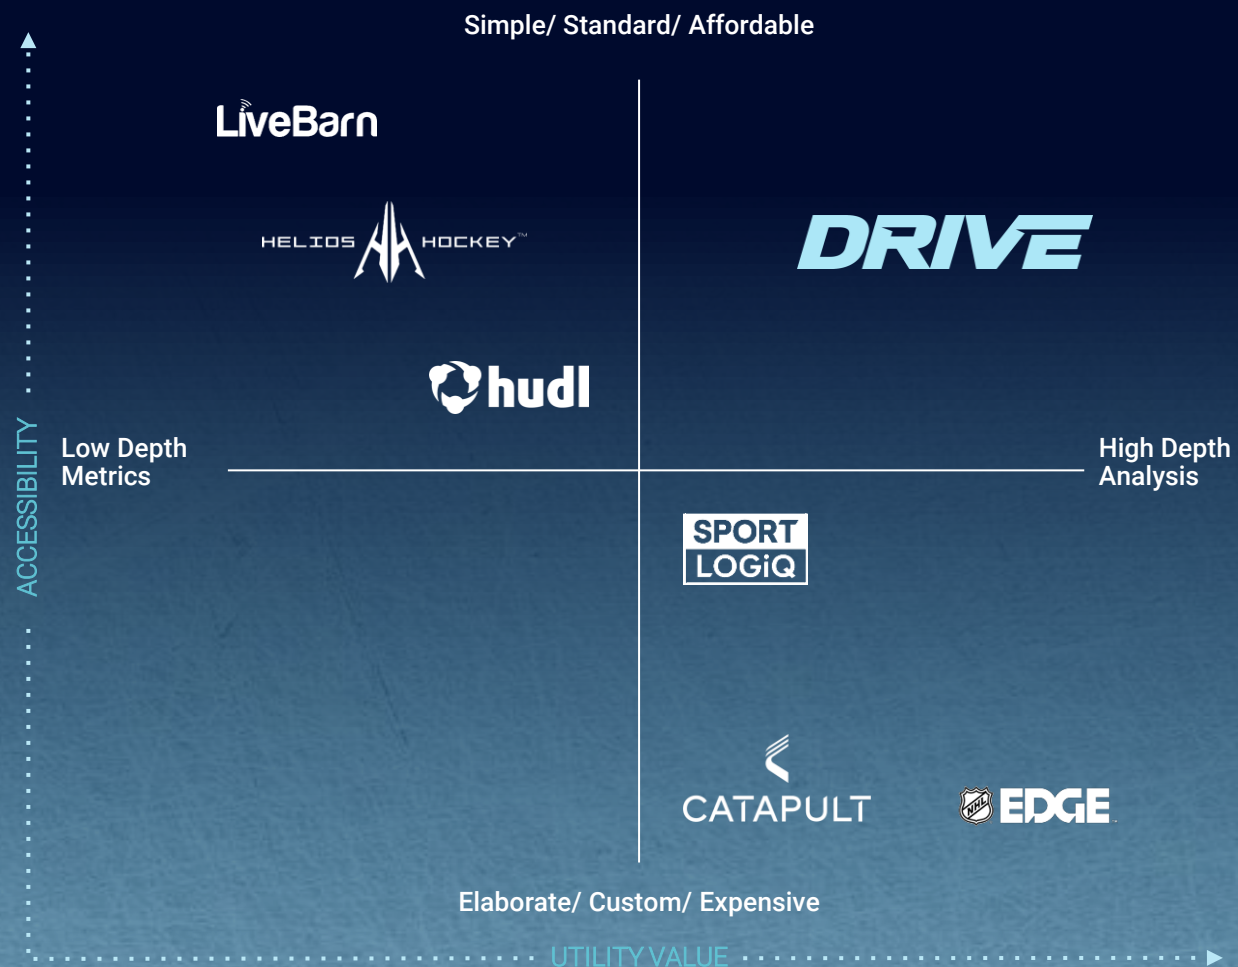 Simple/ Standard/ Affordable
LiveBarn
HELIOS HOCKEY™
DRIVE
hudl
ACCESSIBILITY
Low Depth
Metrics
High Depth
Analysis
SPORT
LOGiQ
CATAPULT
NHL EDGE
Elaborate/ Custom/ Expensive
UTILITY VALUE